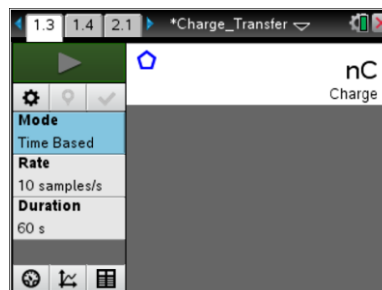 1.3 1.4 2.1 *Charge_Transfer
nC
Charge
Mode
Time Based
Rate
10 samples/s
Duration
60 s